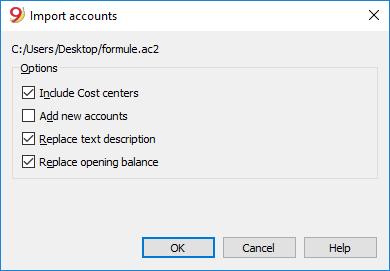 9 Import accounts
C:/Users/Desktop/formule.ac2
Options
Include Cost centers
Add new accounts
Replace text description
Replace opening balance
OK Cancel Help